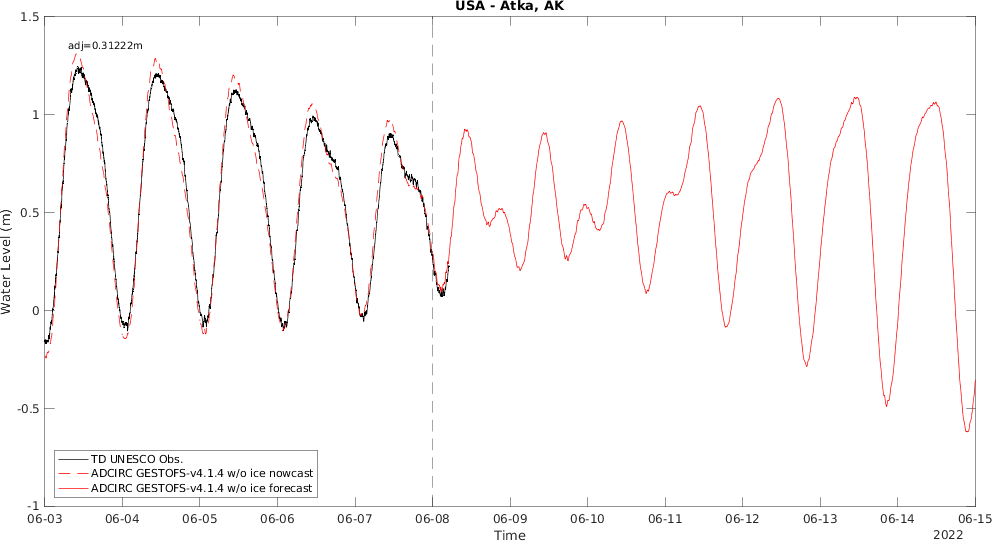 USA - Atka, AK
adj=0.31222m
1.5
1
0.5
0
-0.5
-1
Water Level (m)
TD UNESCO Obs.
ADCIRC GESTOFS-v4.1.4 w/o ice nowcast
ADCIRC GESTOFS-v4.1.4 w/o ice forecast
06-03 06-04 06-05 06-06 06-07 06-08 06-09 06-10 06-11 06-12 06-13 06-14 06-15
Time
2022